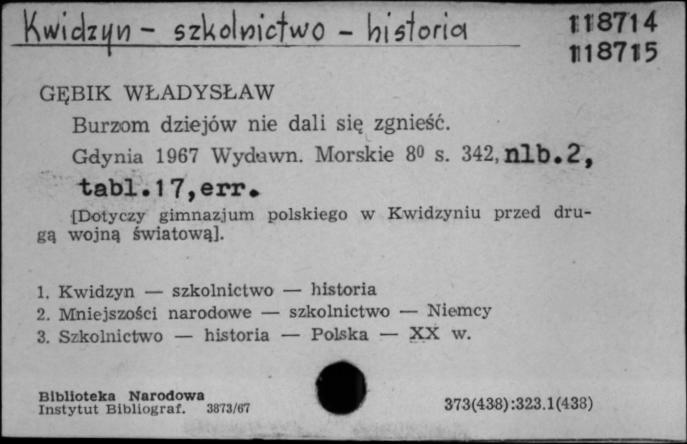 Kwidzyn - szkolnictwo - historia
118714
118715
GĘBIK WŁADYSŁAW
Burzom dziejów nie dali się zgnieść.
Gdynia 1967 Wydawn. Morskie 8⁰ s. 342, nlb.2,
tabl.17,err.
[Dotyczy gimnazjum polskiego w Kwidzyniu przed dru-
gą wojną światową].
1. Kwidzyn — szkolnictwo — historia
2. Mniejszości narodowe — szkolnictwo — Niemcy
3. Szkolnictwo — historia — Polska — XX w.
Biblioteka Narodowa
Instytut Bibliograf. 3873/67
373(438):323.1(438)